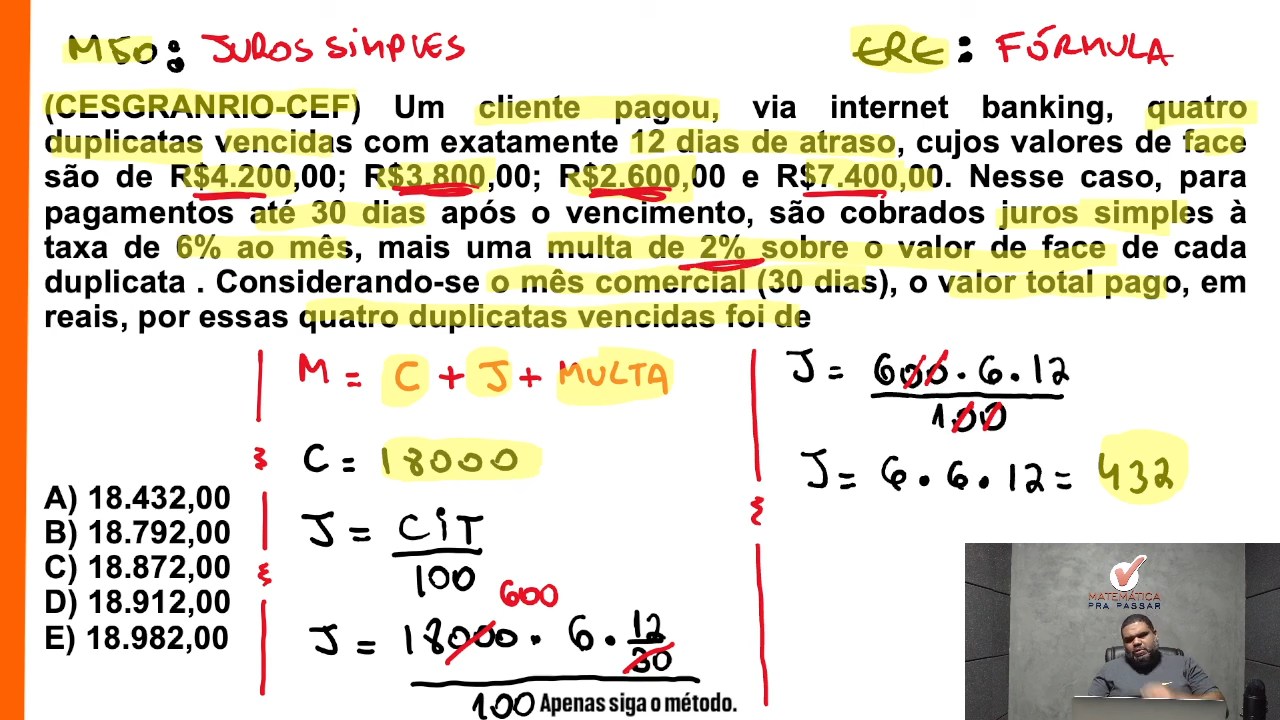 M50: JUROS SIMPLES
ERE: FÓRMULA
(CESGRANRIO-CEF) Um cliente pagou, via internet banking, quatro
duplicatas vencidas com exatamente 12 dias de atraso, cujos valores de face
são de R$4.200,00; R$3.800,00; R$2.600,00 e R$7.400,00. Nesse caso, para
pagamentos até 30 dias após o vencimento, são cobrados juros simples à
taxa de 6% ao mês, mais uma multa de 2% sobre o valor de face de cada
duplicata . Considerando-se o mês comercial (30 dias), o valor total pago, em
reais, por essas quatro duplicatas vencidas foi de
A) 18.432,00
B) 18.792,00
C) 18.872,00
D) 18.912,00
E) 18.982,00
M = C + J + MULTA
C = 18000
J = CiT
100
600
J = 18000 . 6 . 12
30
100
J = 600 . 6 . 12
100
J = 6 . 6 . 12 = 432
MATEMÁTICA
PRA PASSAR
Apenas siga o método.